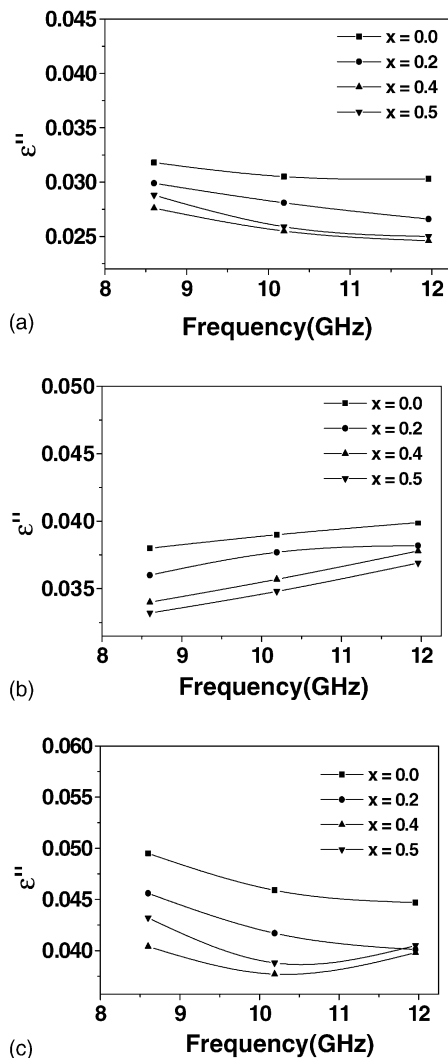 0.045
0.040
0.035
0.030
0.025
ε"
x = 0.0
x = 0.2
x = 0.4
x = 0.5
8 9 10 11 12
Frequency(GHz)
(a)
0.050
0.045
0.040
0.035
ε"
x = 0.0
x = 0.2
x = 0.4
x = 0.5
8 9 10 11 12
Frequency(GHz)
(b)
0.060
0.055
0.050
0.045
0.040
ε"
x = 0.0
x = 0.2
x = 0.4
x = 0.5
8 9 10 11 12
Frequency(GHz)
(c)